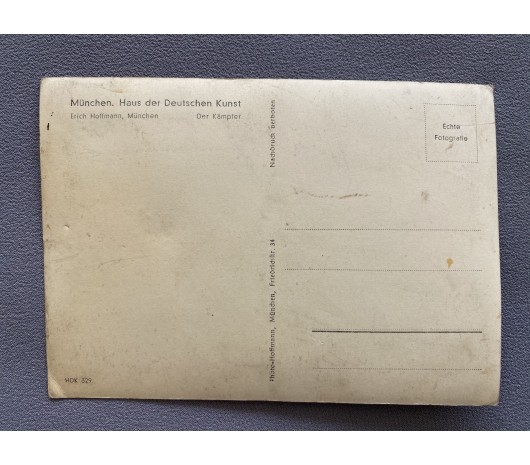 München. Haus der Deutschen Kunst
Erich Hoffmann, München Der Kämpfer
HDK 329
Nachdruck verboten
Photo-Hoffmann, München, Friedrichstr. 34
Echte
Fotografie